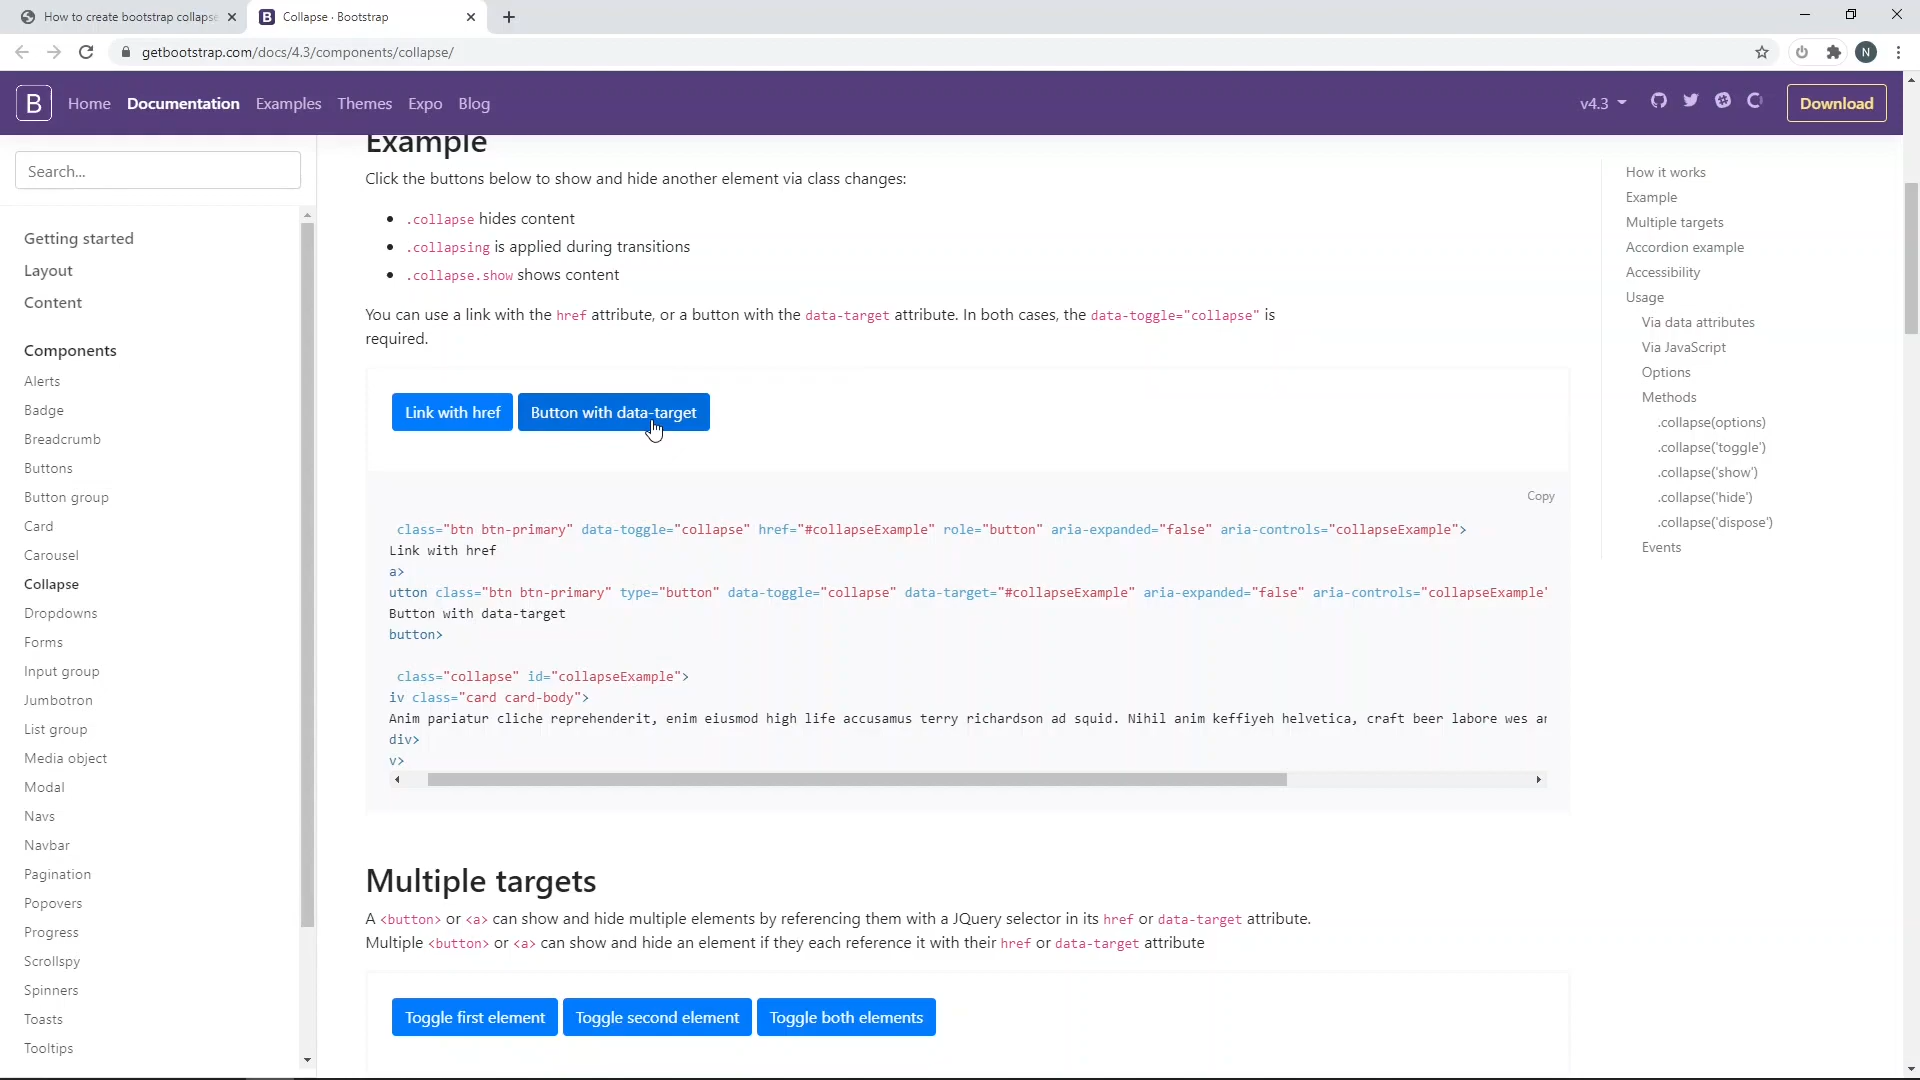 How to create bootstrap collapse
Collapse · Bootstrap
getbootstrap.com/docs/4.3/components/collapse/
N
B
Home
Documentation
Examples
Themes
Expo
Blog
v4.3
Download
Search...
Getting started
Layout
Content
Components
Alerts
Badge
Breadcrumb
Buttons
Button group
Card
Carousel
Collapse
Dropdowns
Forms
Input group
Jumbotron
List group
Media object
Modal
Navs
Navbar
Pagination
Popovers
Progress
Scrollspy
Spinners
Toasts
Tooltips
Example
Click the buttons below to show and hide another element via class changes:
.collapse hides content
.collapsing is applied during transitions
.collapse.show shows content
You can use a link with the href attribute, or a button with the data-target attribute. In both cases, the data-toggle="collapse" is
required.
Link with href
Button with data-target
Copy
class="btn btn-primary" data-toggle="collapse" href="#collapseExample" role="button" aria-expanded="false" aria-controls="collapseExample">
Link with href
a>
utton class="btn btn-primary" type="button" data-toggle="collapse" data-target="#collapseExample" aria-expanded="false" aria-controls="collapseExample"
Button with data-target
button>
class="collapse" id="collapseExample">
iv class="card card-body">
Anim pariatur cliche reprehenderit, enim eiusmod high life accusamus terry richardson ad squid. Nihil anim keffiyeh helvetica, craft beer labore wes an
div>
v>
Multiple targets
A <button> or <a> can show and hide multiple elements by referencing them with a JQuery selector in its href or data-target attribute.
Multiple <button> or <a> can show and hide an element if they each reference it with their href or data-target attribute
Toggle first element
Toggle second element
Toggle both elements
How it works
Example
Multiple targets
Accordion example
Accessibility
Usage
Via data attributes
Via JavaScript
Options
Methods
.collapse(options)
.collapse('toggle')
.collapse('show')
.collapse('hide')
.collapse('dispose')
Events